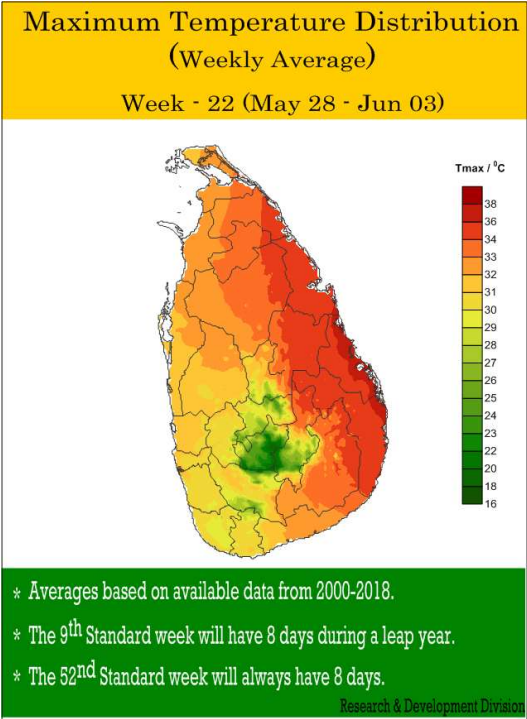 Maximum Temperature Distribution
(Weekly Average)
Week - 22 (May 28 - Jun 03)
Tmax / ⁰C
38
36
34
33
32
31
30
29
28
27
26
25
24
23
22
20
18
16
* Averages based on available data from 2000-2018.
* The 9th Standard week will have 8 days during a leap year.
* The 52nd Standard week will always have 8 days.
Research & Development Division